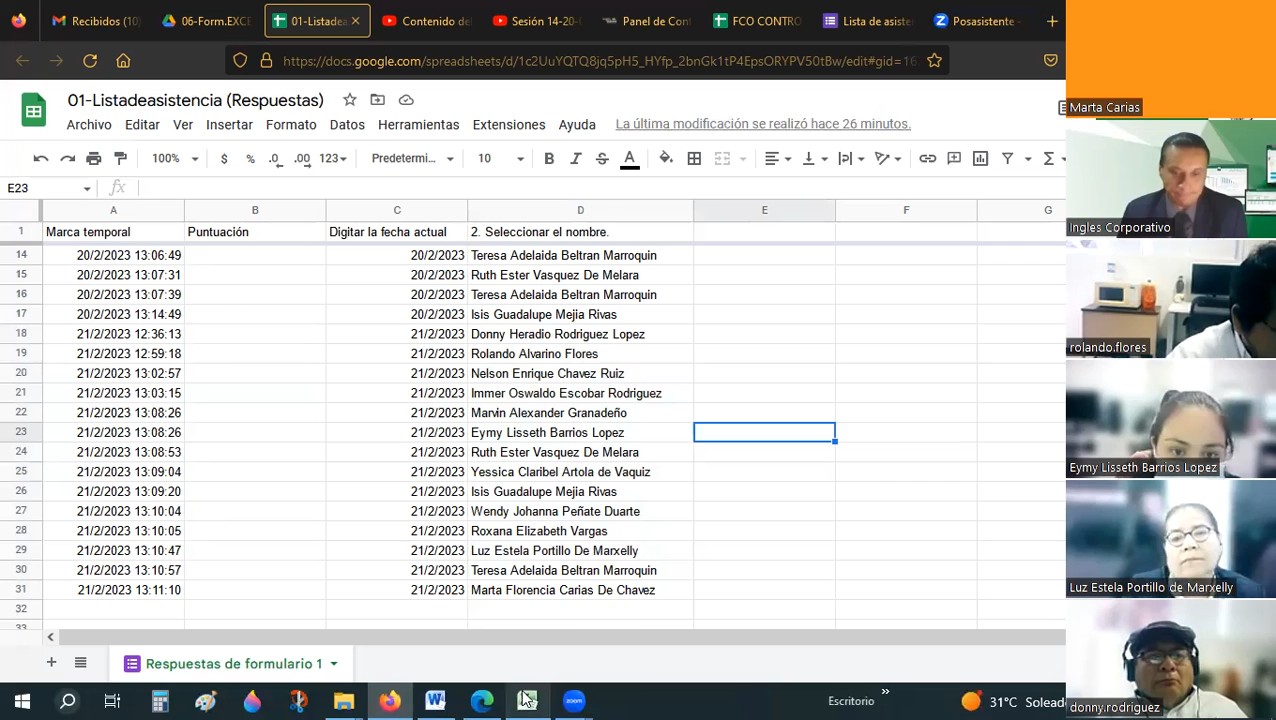 Recibidos (10)
06-Form.EXCE
01-Listadea
Contenido de
Sesión 14-20-
Panel de Con
FCO CONTRO
Lista de asiste
Posasistente -
https://docs.google.com/spreadsheets/d/1c2UuYQTQ8jq5pH5_HYfp_2bnGk1tP4EpsORYPV50tBw/edit#gid=16
01-Listadeasistencia (Respuestas)
Archivo Editar Ver Insertar Formato Datos Herramientas Extensiones Ayuda La última modificación se realizó hace 26 minutos.
100% $ % .0 .00 123 Predetermi... 10 B I S A
E23 fx
A B C D E F G
1 Marca temporal Puntuación Digitar la fecha actual 2. Seleccionar el nombre.
14 20/2/2023 13:06:49 20/2/2023 Teresa Adelaida Beltran Marroquin
15 20/2/2023 13:07:31 20/2/2023 Ruth Ester Vasquez De Melara
16 20/2/2023 13:07:39 20/2/2023 Teresa Adelaida Beltran Marroquin
17 20/2/2023 13:14:49 20/2/2023 Isis Guadalupe Mejia Rivas
18 21/2/2023 12:36:13 21/2/2023 Donny Heradio Rodriguez Lopez
19 21/2/2023 12:59:18 21/2/2023 Rolando Alvarino Flores
20 21/2/2023 13:02:57 21/2/2023 Nelson Enrique Chavez Ruiz
21 21/2/2023 13:03:15 21/2/2023 Immer Oswaldo Escobar Rodriguez
22 21/2/2023 13:08:26 21/2/2023 Marvin Alexander Granadeño
23 21/2/2023 13:08:26 21/2/2023 Eymy Lisseth Barrios Lopez
24 21/2/2023 13:08:53 21/2/2023 Ruth Ester Vasquez De Melara
25 21/2/2023 13:09:04 21/2/2023 Yessica Claribel Artola de Vaquiz
26 21/2/2023 13:09:20 21/2/2023 Isis Guadalupe Mejia Rivas
27 21/2/2023 13:10:04 21/2/2023 Wendy Johanna Peñate Duarte
28 21/2/2023 13:10:05 21/2/2023 Roxana Elizabeth Vargas
29 21/2/2023 13:10:47 21/2/2023 Luz Estela Portillo De Marxelly
30 21/2/2023 13:10:57 21/2/2023 Teresa Adelaida Beltran Marroquin
31 21/2/2023 13:11:10 21/2/2023 Marta Florencia Carias De Chavez
32
33
Respuestas de formulario 1
zoom
Escritorio
31°C Soleado
Marta Carias
Ingles Corporativo
rolando.flores
Eymy Lisseth Barrios Lopez
Luz Estela Portillo de Marxelly
donny.rodriguez